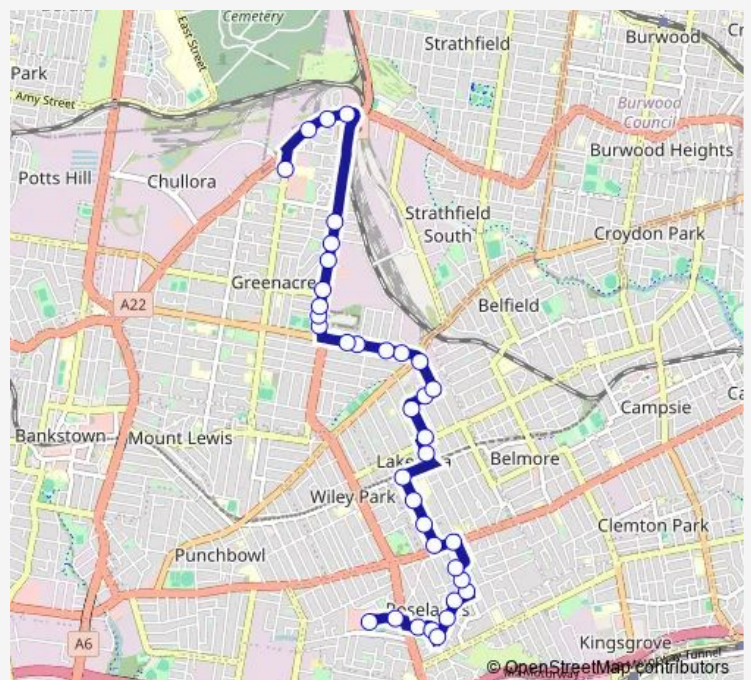 Cemetery
East Street
Strathfield
Burwood
Park
Amy Street
Burwood
Council
Burwood Heights
Potts Hill
Chullora
Strathfield
South
Croydon Park
Greenacre
A22
Belfield
Campsie
Bankstown
Mount Lewis
Belmore
Wiley Park
Clemton Park
Punchbowl
A6
Kingsgrove
© OpenStreetMap contributors